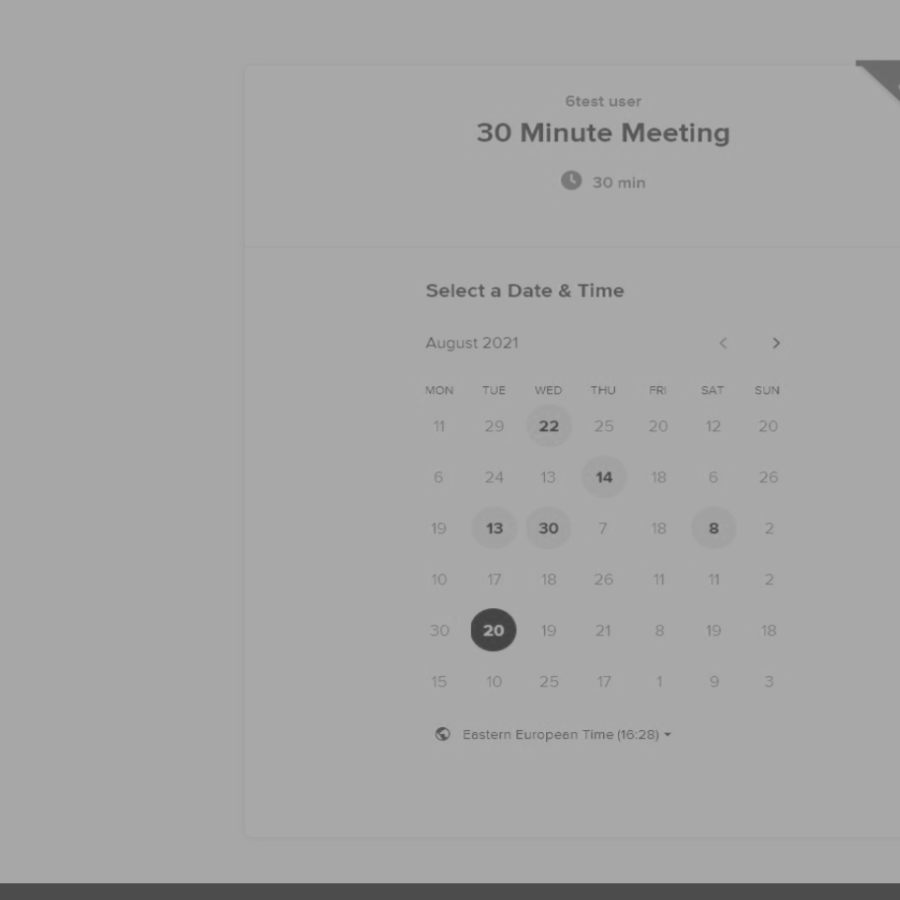 6test user
30 Minute Meeting
30 min
Select a Date & Time
August 2021
MON TUE WED THU FRI SAT SUN
11 29 22 25 20 12 20
6 24 13 14 18 6 26
19 13 30 7 18 8 2
10 17 18 26 11 11 2
30 20 19 21 8 19 18
15 10 25 17 1 9 3
Eastern European Time (16:28)